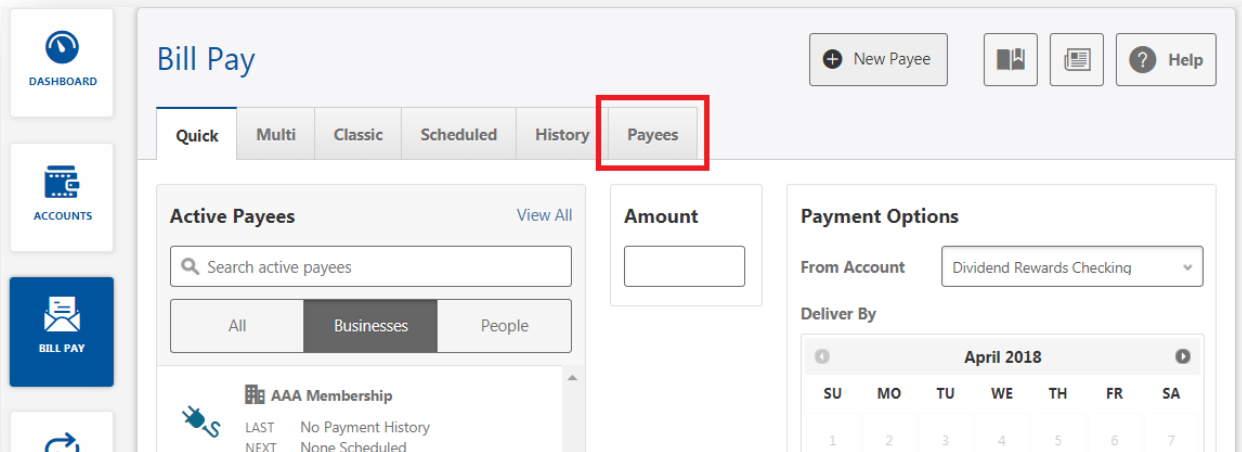 DASHBOARD
ACCOUNTS
BILL PAY
Bill Pay
New Payee
? Help
Quick Multi Classic Scheduled History Payees
Active Payees View All
Search active payees
All Businesses People
AAA Membership
LAST No Payment History
NEXT None Scheduled
Amount
Payment Options
From Account Dividend Rewards Checking
Deliver By
April 2018
SU MO TU WE TH FR SA
1 2 3 4 5 6 7